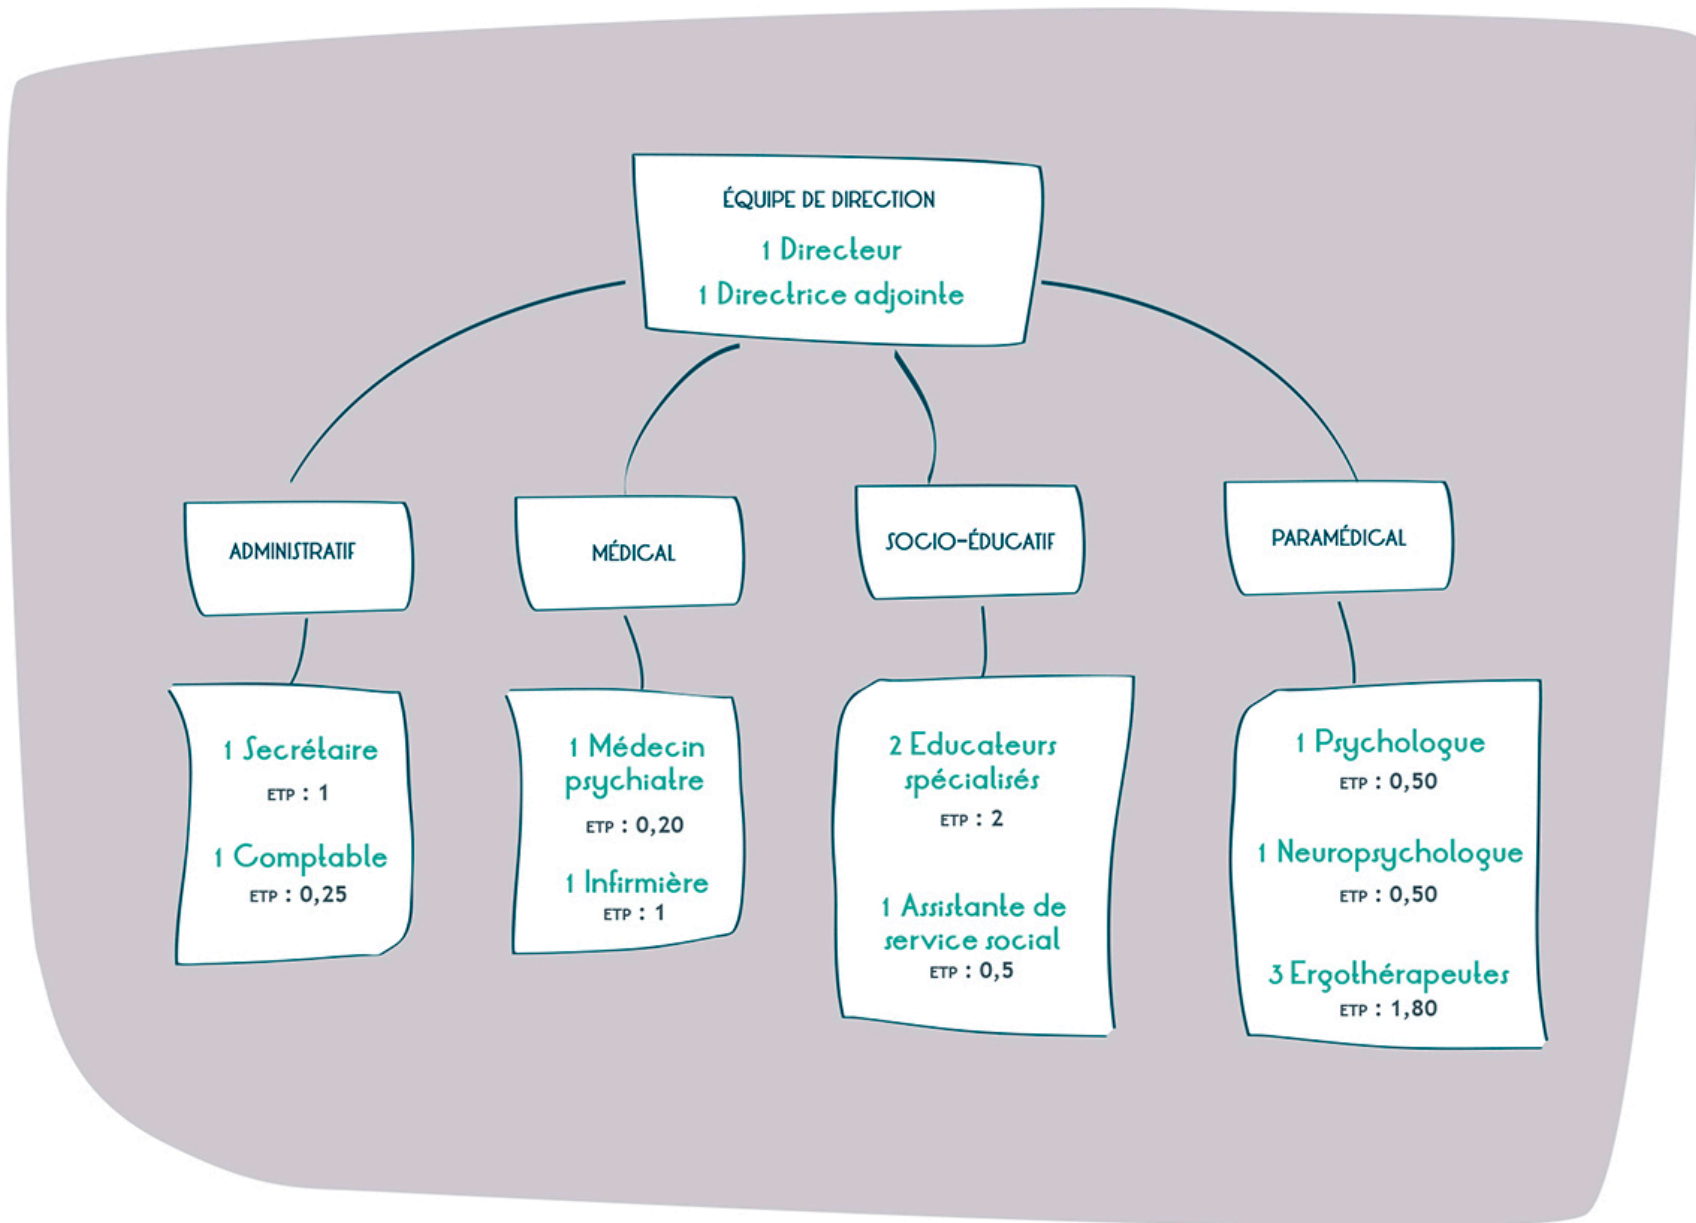 ÉQUIPE DE DIRECTION
1 Directeur
1 Directrice adjointe
ADMINISTRATIF
1 Secrétaire
ETP : 1
1 Comptable
ETP : 0,25
MÉDICAL
1 Médecin
psychiatre
ETP : 0,20
1 Infirmière
ETP : 1
SOCIO-ÉDUCATIF
2 Educateurs
spécialisés
ETP : 2
1 Assistante de
service social
ETP : 0,5
PARAMÉDICAL
1 Psychologue
ETP : 0,50
1 Neuropsychologue
ETP : 0,50
3 Ergothérapeutes
ETP : 1,80